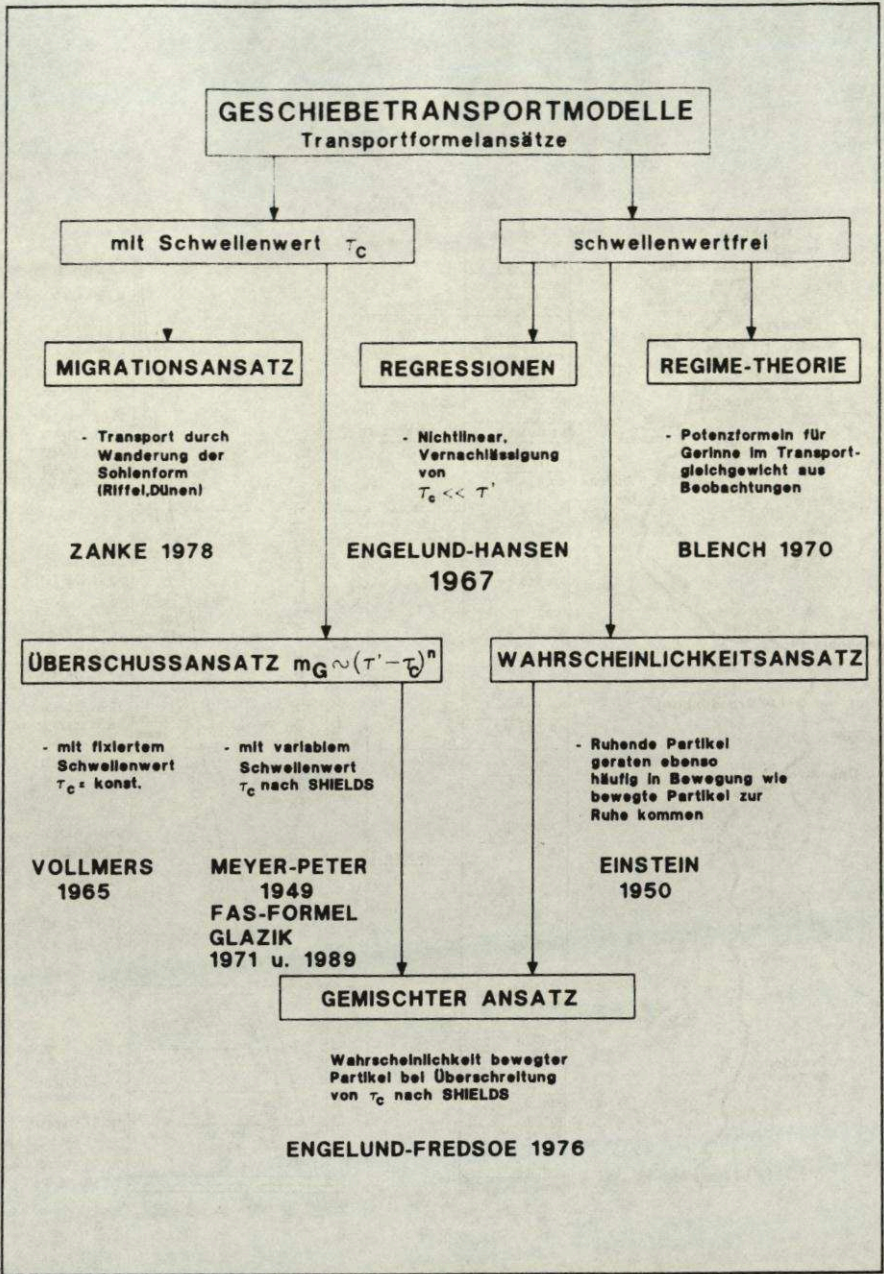 GESCHIEBETRANSPORTMODELLE
Transportformelansätze
mit Schwellenwert τc
schwellenwertfrei
MIGRATIONSANSATZ
- Transport durch
Wanderung der
Sohlenform
(Riffel,Dünen)
ZANKE 1978
REGRESSIONEN
- Nichtlinear,
Vernachlässigung
von
τc << τ'
ENGELUND-HANSEN
1967
REGIME-THEORIE
- Potenzformeln für
Gerinne im Transport-
gleichgewicht aus
Beobachtungen
BLENCH 1970
ÜBERSCHUSSANSATZ mG ~ (τ' - τc)ⁿ
- mit fixiertem
Schwellenwert
τc = konst.
VOLLMERS
1965
- mit variablem
Schwellenwert
τc nach SHIELDS
MEYER-PETER
1949
FAS-FORMEL
GLAZIK
1971 u. 1989
WAHRSCHEINLICHKEITSANSATZ
- Ruhende Partikel
geraten ebenso
häufig in Bewegung wie
bewegte Partikel zur
Ruhe kommen
EINSTEIN
1950
GEMISCHTER ANSATZ
Wahrscheinlichkeit bewegter
Partikel bei Überschreitung
von τc nach SHIELDS
ENGELUND-FREDSOE 1976